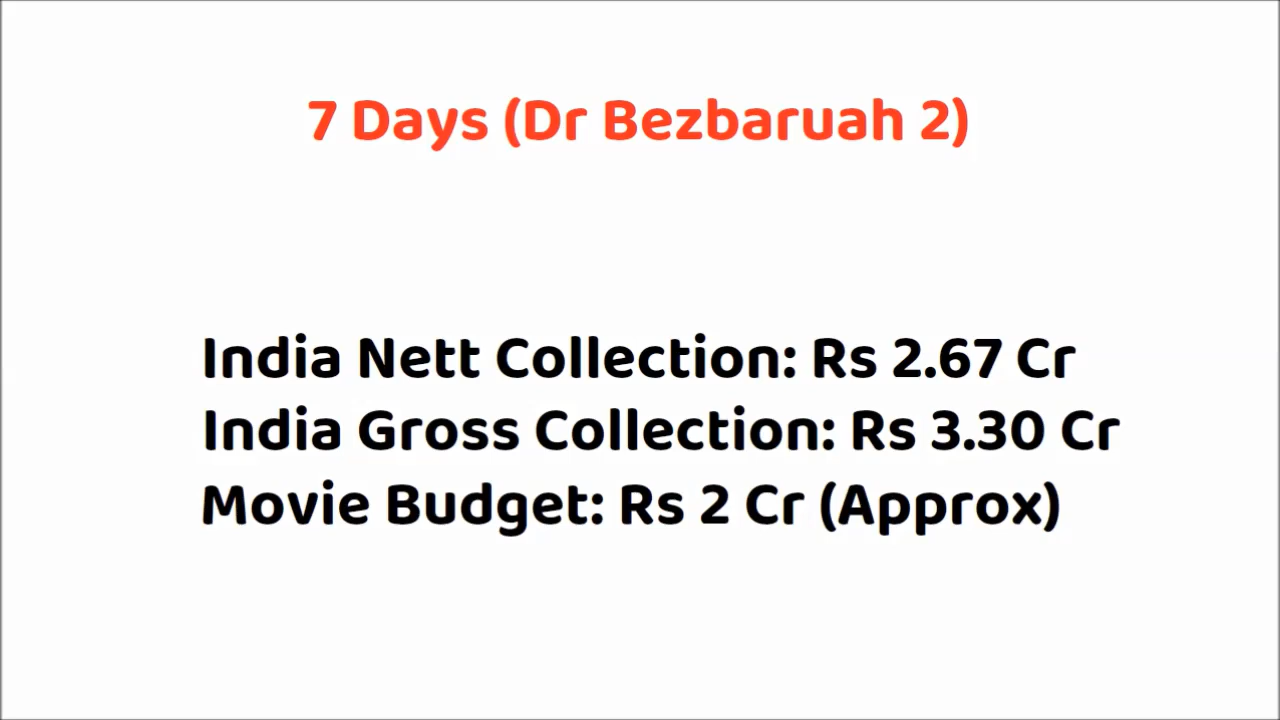 7 Days (Dr Bezbaruah 2)
India Nett Collection: Rs 2.67 Cr
India Gross Collection: Rs 3.30 Cr
Movie Budget: Rs 2 Cr (Approx)